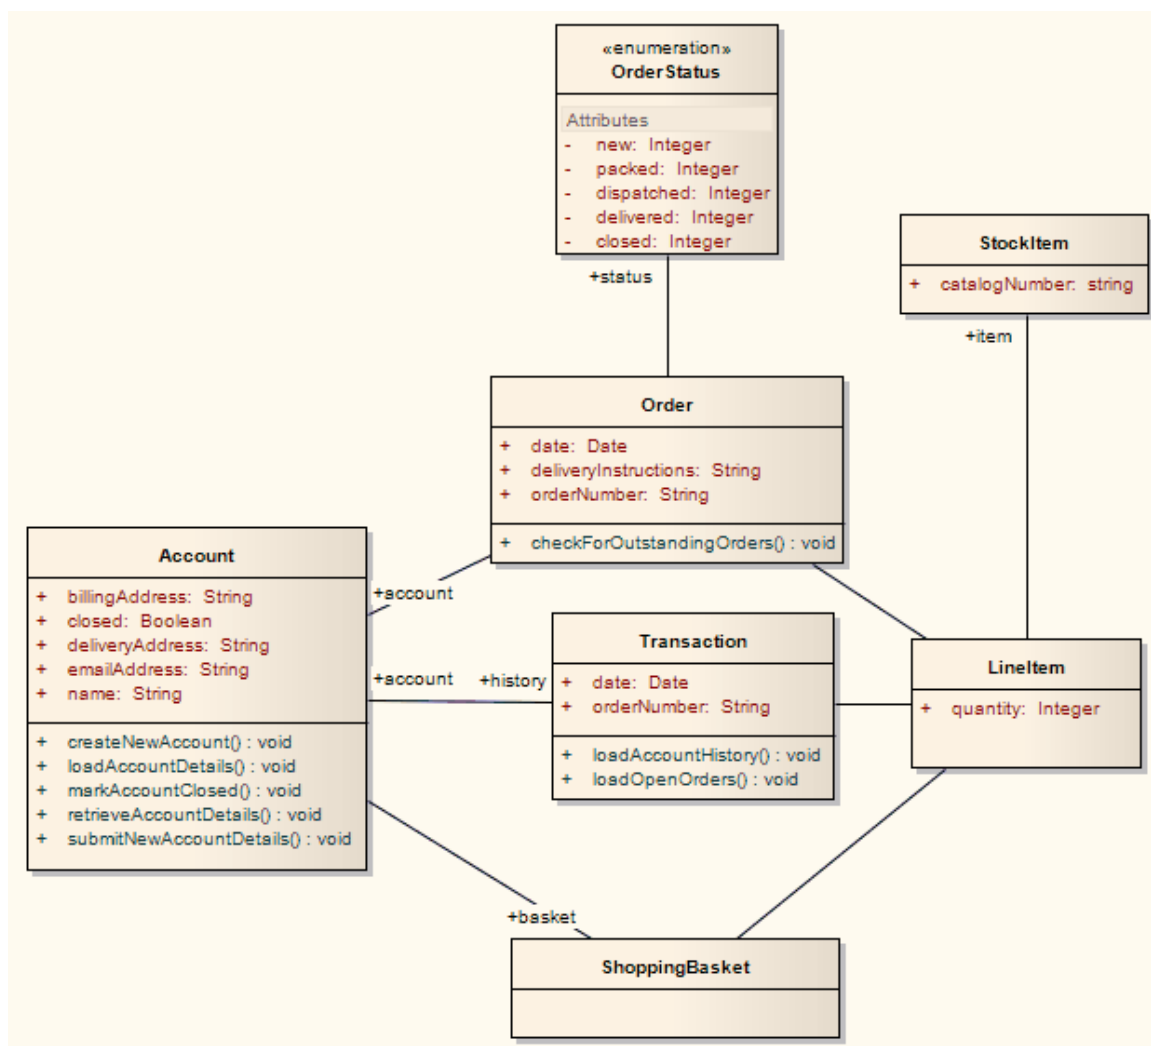 «enumeration»
OrderStatus
Attributes
- new: Integer
- packed: Integer
- dispatched: Integer
- delivered: Integer
- closed: Integer
+status
StockItem
+ catalogNumber: string
+item
Order
+ date: Date
+ deliveryInstructions: String
+ orderNumber: String
+ checkForOutstandingOrders() : void
Account
+ billingAddress: String
+ closed: Boolean
+ deliveryAddress: String
+ emailAddress: String
+ name: String
+ createNewAccount() : void
+ loadAccountDetails() : void
+ markAccountClosed() : void
+ retrieveAccountDetails() : void
+ submitNewAccountDetails() : void
+account
+account
+history
Transaction
+ date: Date
+ orderNumber: String
+ loadAccountHistory() : void
+ loadOpenOrders() : void
LineItem
+ quantity: Integer
+basket
ShoppingBasket